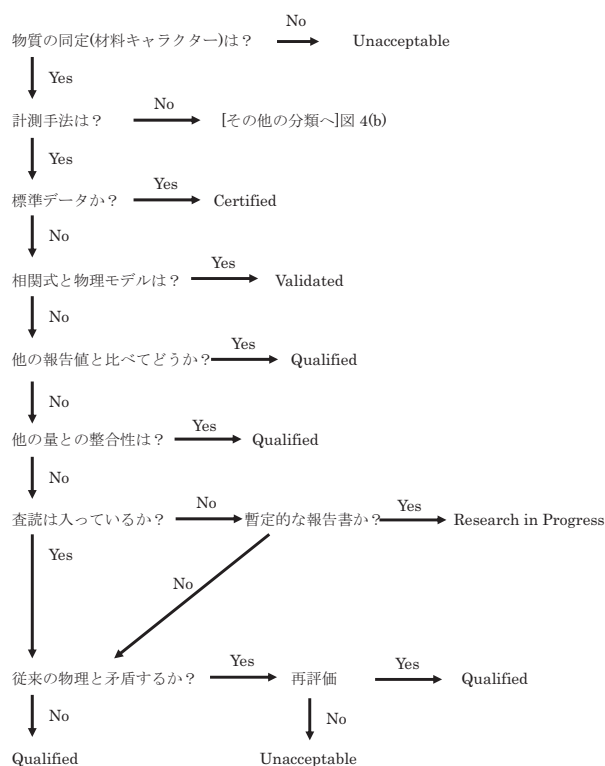 No
物質の同定(材料キャラクター)は？ Unacceptable
Yes
No
計測手法は？ [その他の分類へ]図 4(b)
Yes
Yes
標準データか？ Certified
No
Yes
相関式と物理モデルは？ Validated
No
Yes
他の報告値と比べてどうか？ Qualified
No
Yes
他の量との整合性は？ Qualified
No
No Yes
査読は入っているか？ 暫定的な報告書か？ Research in Progress
Yes
No
Yes Yes
従来の物理と矛盾するか？ 再評価 Qualified
No No
Qualified Unacceptable